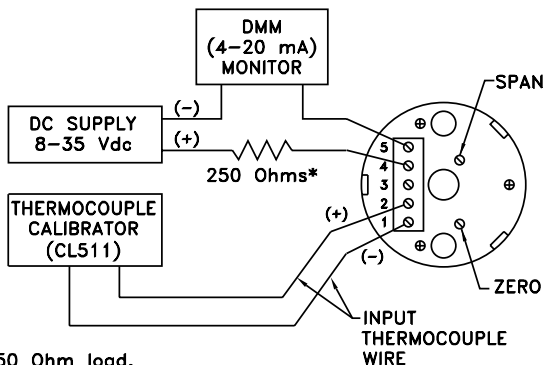 DMM
(4-20 mA)
MONITOR
SPAN
(-)
DC SUPPLY
8-35 Vdc
(+)
250 Ohms*
5
4
3
2
1
THERMOCOUPLE
CALIBRATOR
(CL511)
(+)
(-)
ZERO
INPUT
THERMOCOUPLE
WIRE
Ohm load.